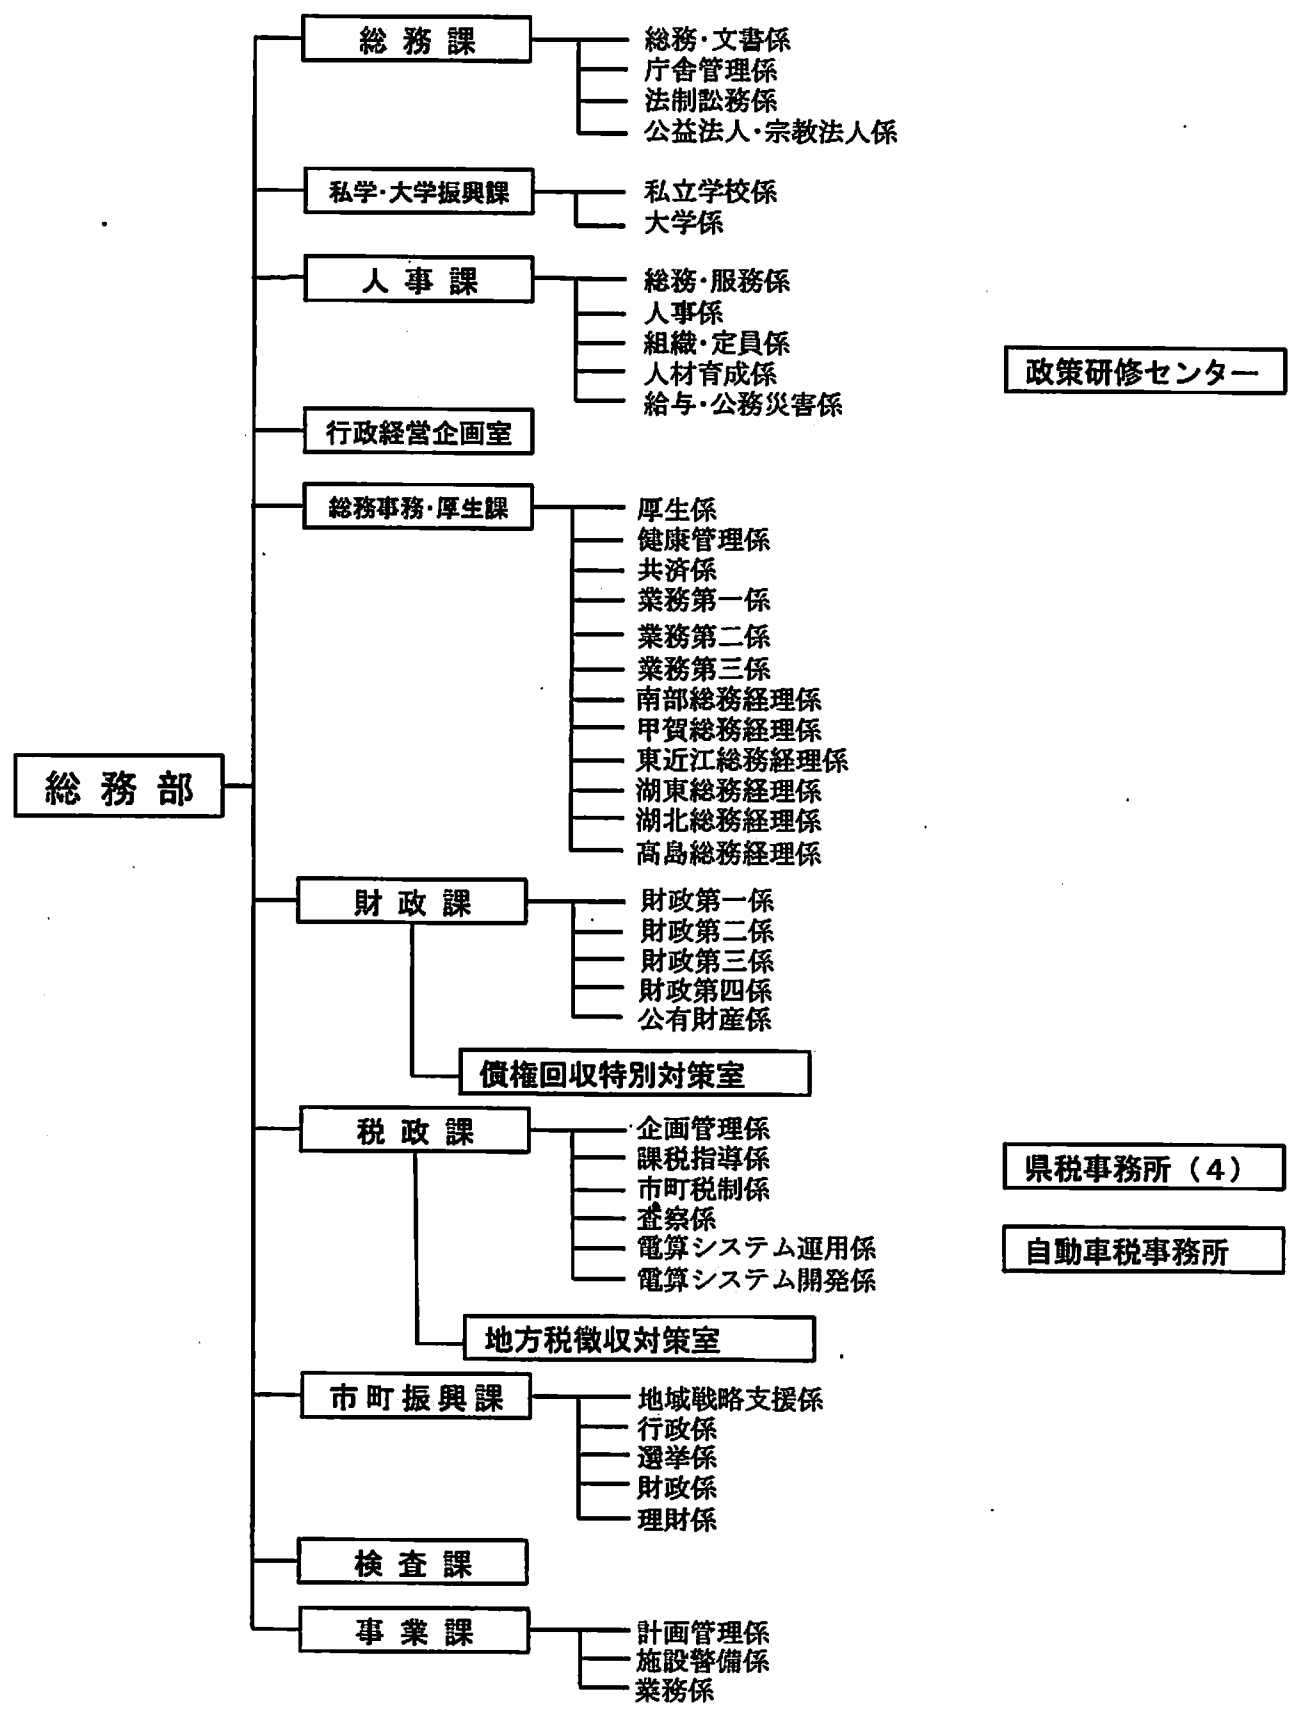 総務部
総務課
総務・文書係
庁舎管理係
法制訟務係
公益法人・宗教法人係
私学・大学振興課
私立学校係
大学係
人事課
総務・服務係
人事係
組織・定員係
人材育成係
給与・公務災害係
政策研修センター
行政経営企画室
総務事務・厚生課
厚生係
健康管理係
共済係
業務第一係
業務第二係
業務第三係
南部総務経理係
甲賀総務経理係
東近江総務経理係
湖東総務経理係
湖北総務経理係
高島総務経理係
財政課
財政第一係
財政第二係
財政第三係
財政第四係
公有財産係
債権回収特別対策室
税政課
企画管理係
課税指導係
市町税制係
査察係
電算システム運用係
電算システム開発係
県税事務所（4）
自動車税事務所
地方税徴収対策室
市町振興課
地域戦略支援係
行政係
選挙係
財政係
理財係
検査課
事業課
計画管理係
施設警備係
業務係